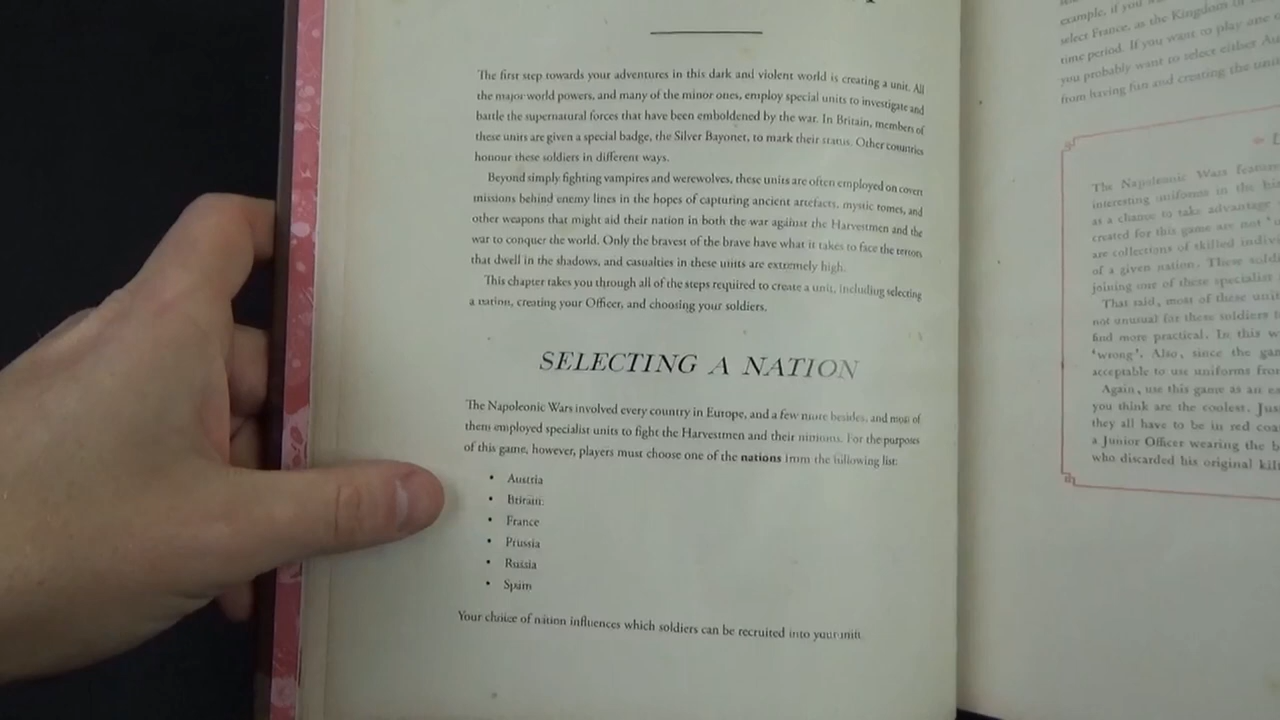 The first step towards your adventures in this dark and violent world is creating a unit. All
the major world powers, and many of the minor ones, employ special units to investigate and
battle the supernatural forces that have been emboldened by the war. In Britain, members of
these units are given a special badge, the Silver Bayonet, to mark their status. Other countries
honour these soldiers in different ways.
Beyond simply fighting vampires and werewolves, these units are often employed on covert
missions behind enemy lines in the hopes of capturing ancient artefacts, mystic tomes, and
other weapons that might aid their nation in both the war against the Harvestmen and the
war to conquer the world. Only the bravest of the brave have what it takes to face the terrors
that dwell in the shadows, and casualties in these units are extremely high.
This chapter takes you through all of the steps required to create a unit, including selecting
a nation, creating your Officer, and choosing your soldiers.
SELECTING A NATION
The Napoleonic Wars involved every country in Europe, and a few more besides, and most of
them employed specialist units to fight the Harvestmen and their minions. For the purposes
of this game, however, players must choose one of the nations from the following list:
• Austria
• Britain
• France
• Prussia
• Russia
• Spain
Your choice of nation influences which soldiers can be recruited into your unit.
example, if you
select France, as the Kingdom of
time period. If you want to play one
you probably want to select either
from having fun and creating the unit
The Napoleonic Wars
interesting uniforms in the
as a chance to take advantage
created for this game are not
are collections of skilled
of a given nation. These
joining one of these
That said, most of these
not unusual for these soldiers
find more practical. In this
'wrong'. Also, since the
acceptable to use uniforms
Again, use this game as an
you think are the coolest.
they all have to be in red
a Junior Officer wearing the
who discarded his original